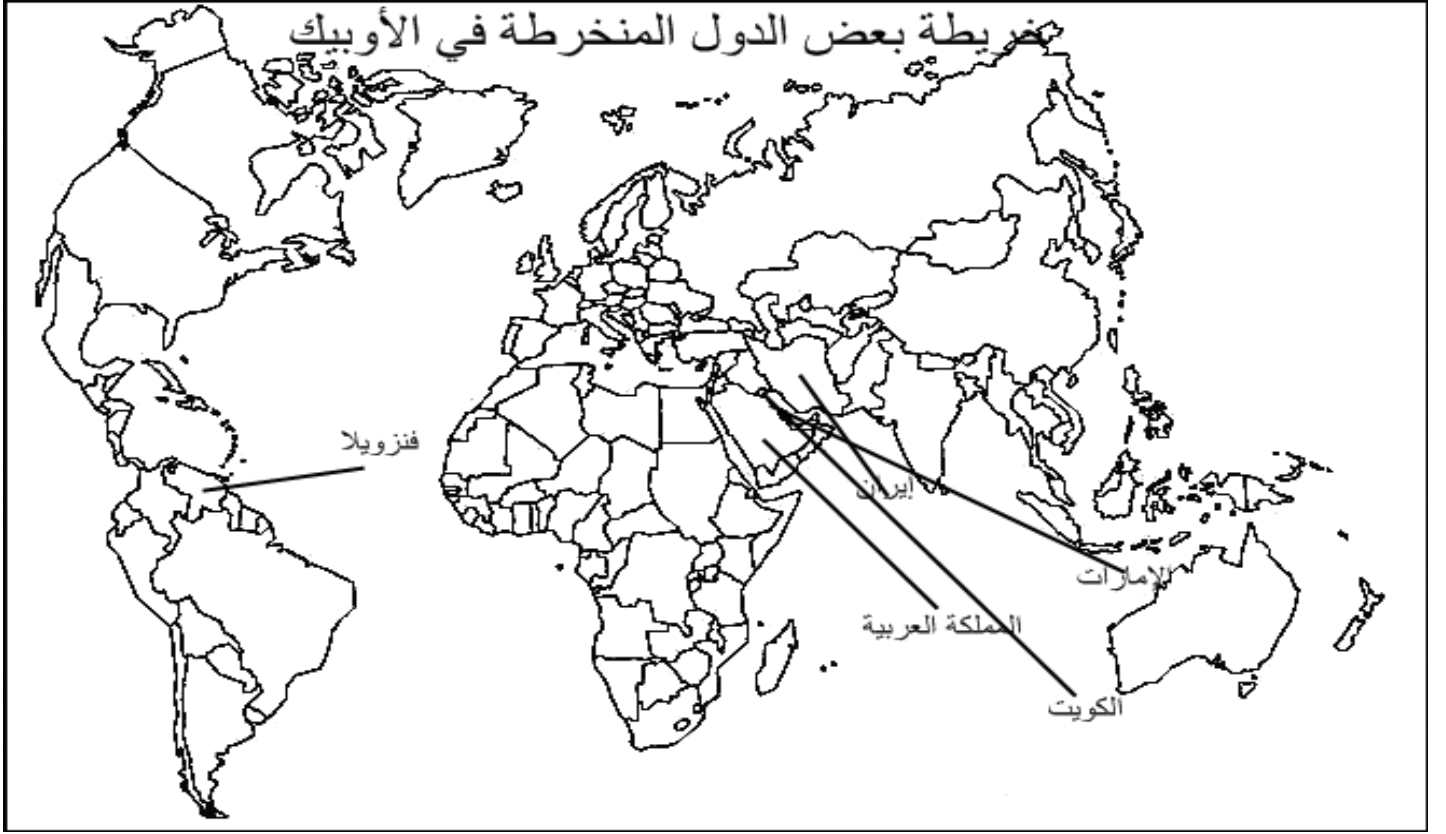 خريطة بعض الدول المنخرطة في الأوبيك
فنزويلا
إيران
الإمارات
المملكة العربية
الكويت